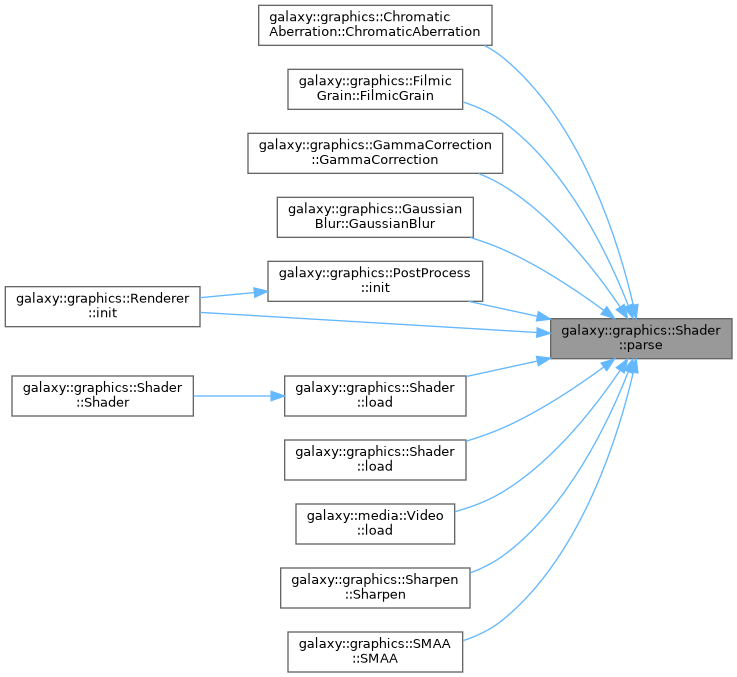 galaxy::graphics::Chromatic
Aberration::ChromaticAberration
galaxy::graphics::Filmic
Grain::FilmicGrain
galaxy::graphics::GammaCorrection
::GammaCorrection
galaxy::graphics::Gaussian
Blur::GaussianBlur
galaxy::graphics::PostProcess
::init
galaxy::graphics::Renderer
::init
galaxy::graphics::Shader
::parse
galaxy::graphics::Shader
::Shader
galaxy::graphics::Shader
::load
galaxy::graphics::Shader
::load
galaxy::media::Video
::load
galaxy::graphics::Sharpen
::Sharpen
galaxy::graphics::SMAA
::SMAA